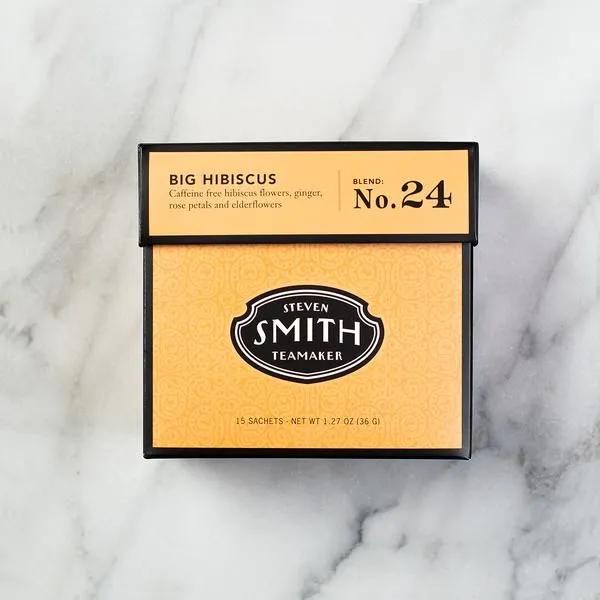 BIG HIBISCUS
Caffeine free hibiscus flowers, ginger,
rose petals and elderflowers
BLEND:
No. 24
STEVEN
SMITH
TEAMAKER
15 SACHETS - NET WT 1.27 OZ (36 G)